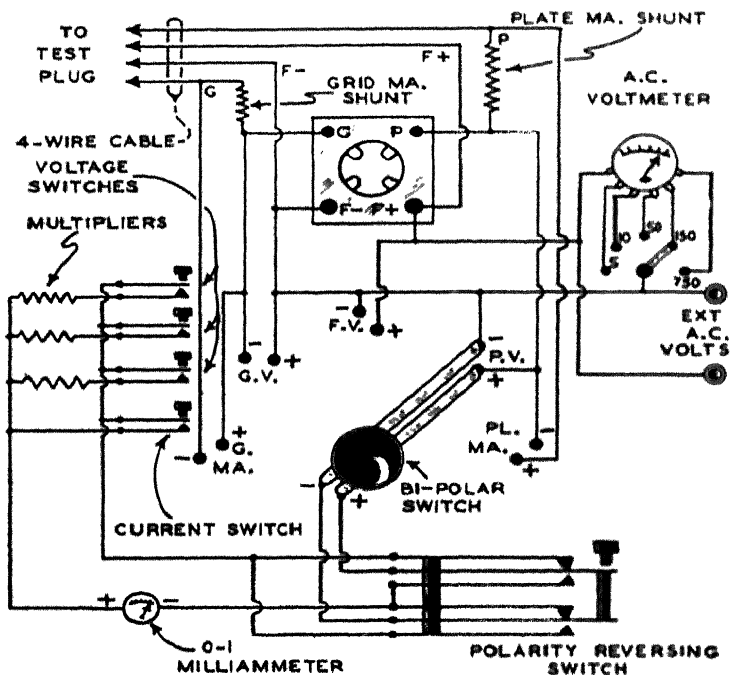 PLATE MA. SHUNT
TO
TEST
PLUG
P
F+
F-
G
GRID MA.
SHUNT
A.C.
VOLTMETER
4-WIRE CABLE
VOLTAGE
SWITCHES
G
P
MULTIPLIERS
F-
P+
10
50
150
5
750
EXT
A.C.
VOLTS
-
F.V.
+
-
+
G.V.
-
P.V.
+
+
G.
-
MA.
PL.
-
MA.
+
BI-POLAR
SWITCH
-
+
CURRENT SWITCH
+
-
0-1
MILLIAMMETER
POLARITY REVERSING
SWITCH